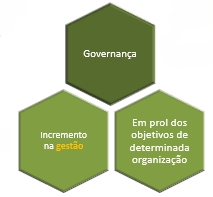 Governança
Incremento
na gestão
Em prol dos
objetivos de
determinada
organização